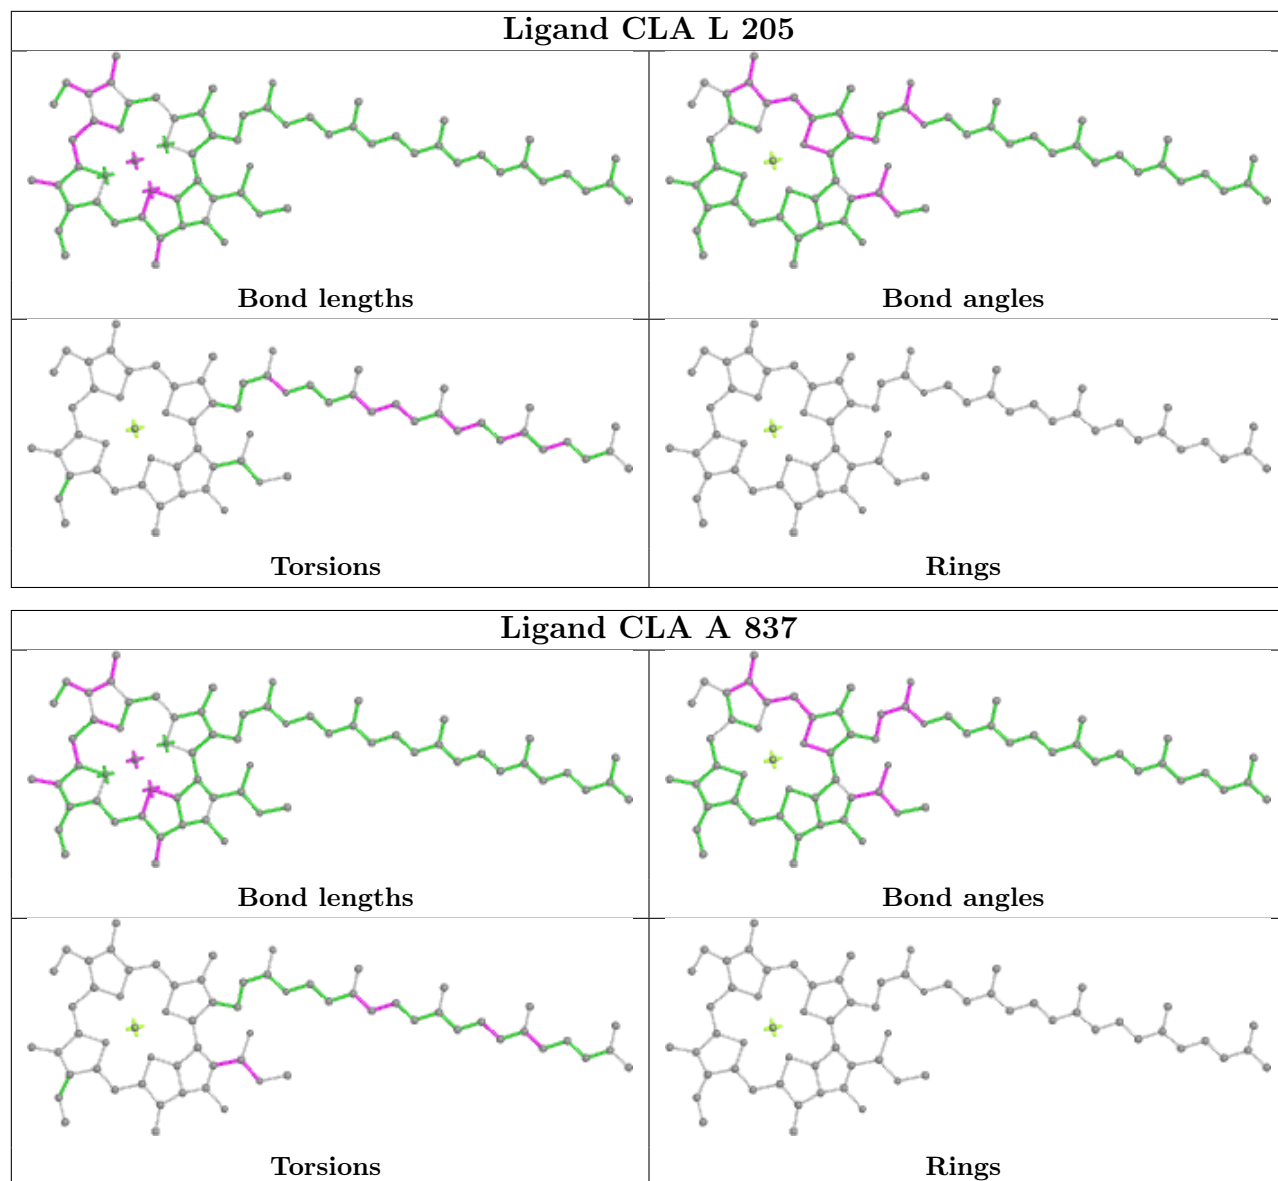 Ligand CLA L 205
Bond lengths
Bond angles
Torsions
Rings
Ligand CLA A 837
Bond lengths
Bond angles
Torsions
Rings